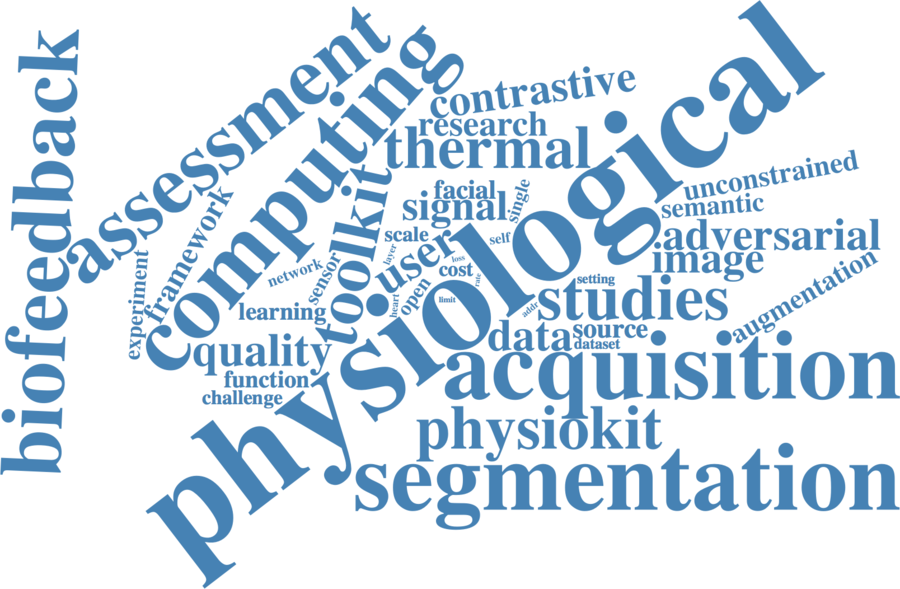 biofeedback
assessment
computing
contrastive
research
thermal
physiological
facial
signal
single
unconstrained
semantic
adversarial
image
augmentation
framework
experiment
network
sensor
toolkit
scale
user
layer
loss
self
cost
rate
heart
open
limit
setting
addr
studies
learning
data
source
dataset
quality
function
challenge
acquisition
physiokit
segmentation